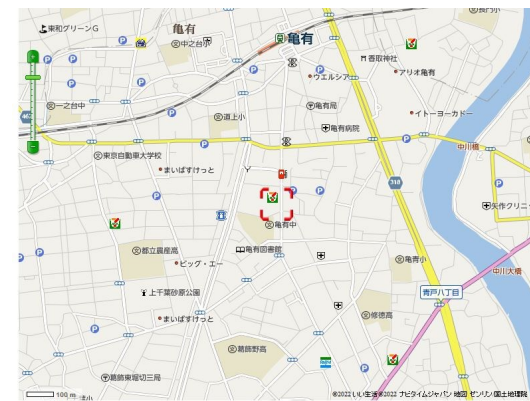 東和グリーンG
亀有
中之台小
亀有
香取神社
アリオ亀有
ウエルシア
一之台中
道上小
亀有局
イトーヨーカドー
亀有病院
中川橋
東京自動車大学校
まいばすけっと
318
矢作クリニ
亀有中
都立農産高
亀有図書館
ビッグ・エー
亀青小
中川大橋
上千葉砂原公園
青戸八丁目
まいばすけっと
修徳高
葛飾野高
葛飾東堀切三局
100 m
©2022 いい生活©2022 ナビタイムジャパン 地図 ゼンリン/国土地理院